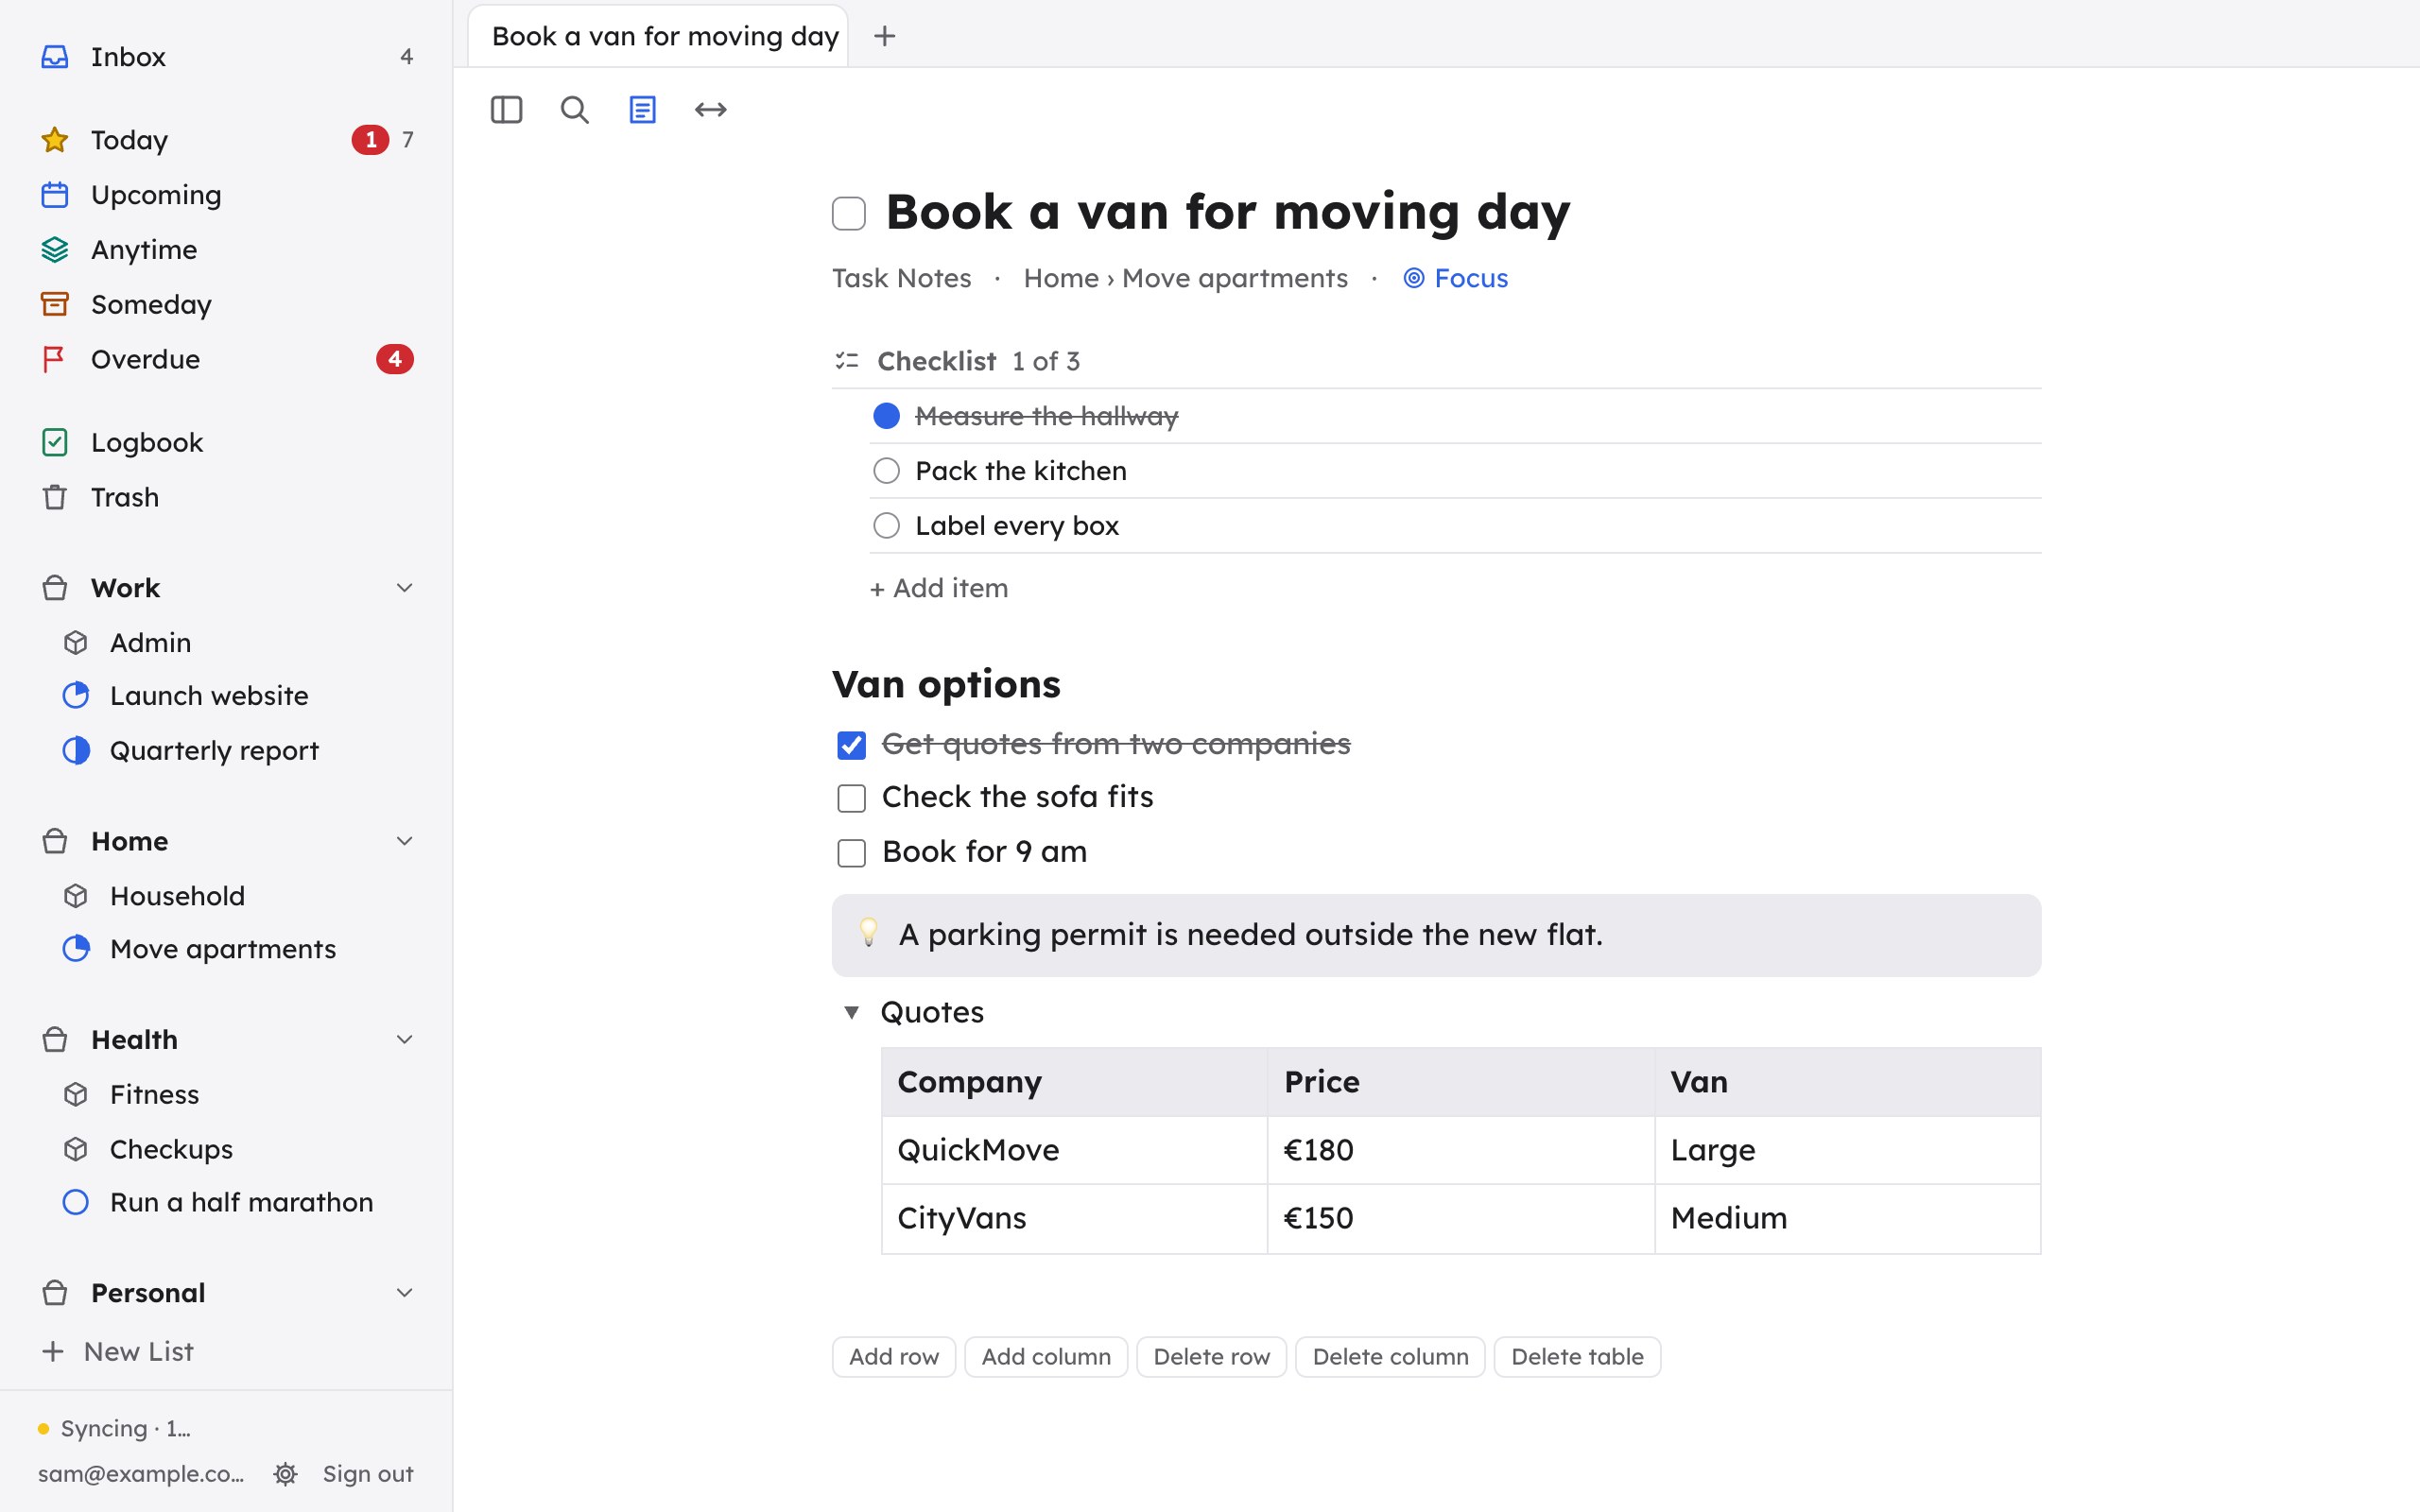 Inbox 4
Today 1 7
Upcoming
Anytime
Someday
Overdue 4
Logbook
Trash
Work
Admin
Launch website
Quarterly report
Home
Household
Move apartments
Health
Fitness
Checkups
Run a half marathon
Personal
+ New List
Syncing · 1...
sam@example.co... Sign out
Book a van for moving day +
Book a van for moving day
Task Notes · Home › Move apartments · Focus
Checklist 1 of 3
Measure the hallway
Pack the kitchen
Label every box
+ Add item
Van options
Get quotes from two companies
Check the sofa fits
Book for 9 am
💡 A parking permit is needed outside the new flat.
▼ Quotes
Company Price Van
QuickMove €180 Large
CityVans €150 Medium
Add row Add column Delete row Delete column Delete table